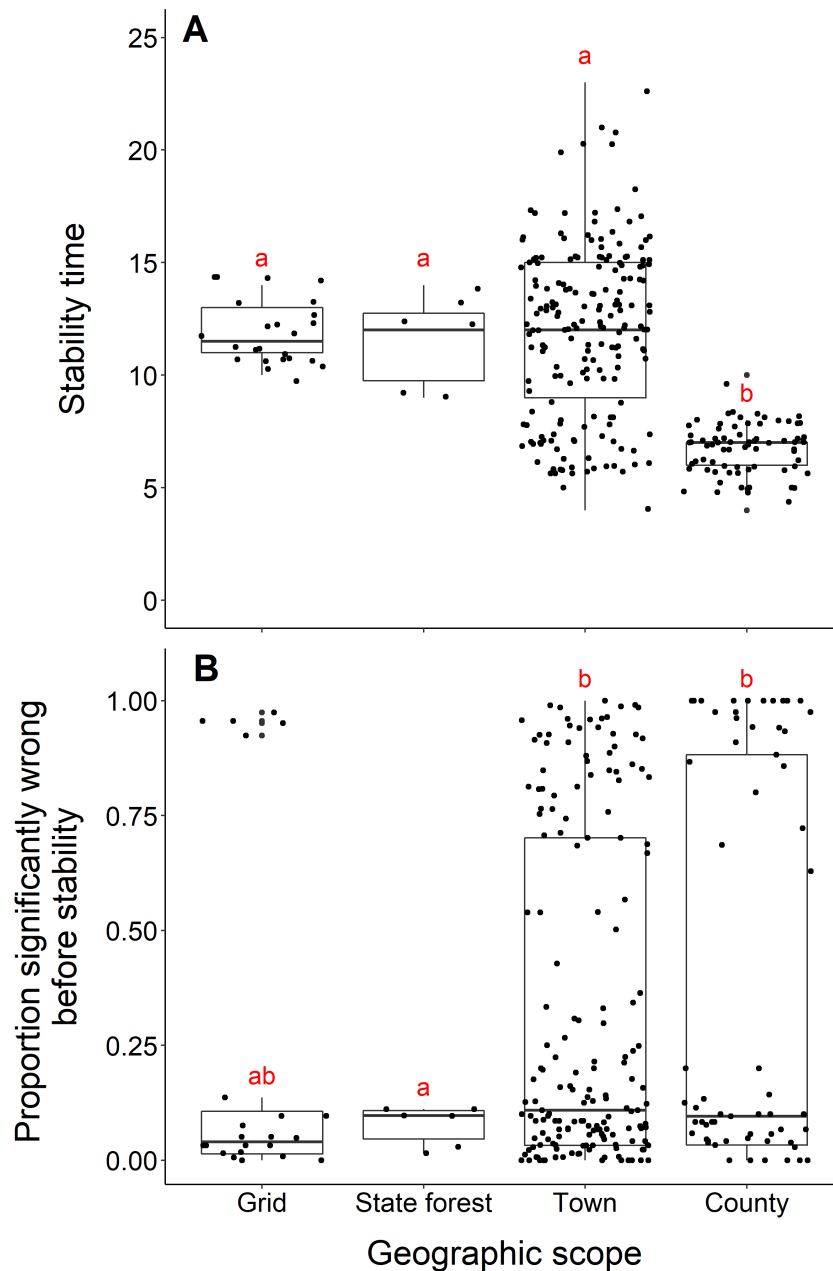 A
25
20
15
10
5
0
Stability time
a
a
a
b
B
1.00
0.75
0.50
0.25
0.00
Proportion significantly wrong
before stability
ab
a
b
b
Grid
State forest
Town
County
Geographic scope